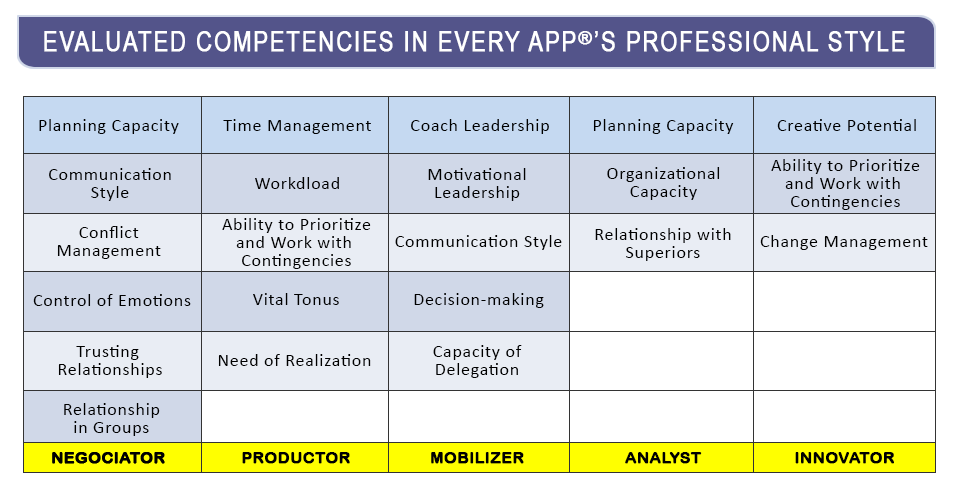 EVALUATED COMPETENCIES IN EVERY APP®’S PROFESSIONAL STYLE
Planning Capacity
Time Management
Coach Leadership
Planning Capacity
Creative Potential
Communication
Style
Workdload
Motivational
Leadership
Organizational
Capacity
Ability to Prioritize
and Work with
Contingencies
Conflict
Management
Ability to Prioritize
and Work with
Contingencies
Communication Style
Relationship with
Superiors
Change Management
Control of Emotions
Vital Tonus
Decision-making
Trusting
Relationships
Need of Realization
Capacity of
Delegation
Relationship
in Groups
NEGOCIATOR
PRODUCTOR
MOBILIZER
ANALYST
INNOVATOR